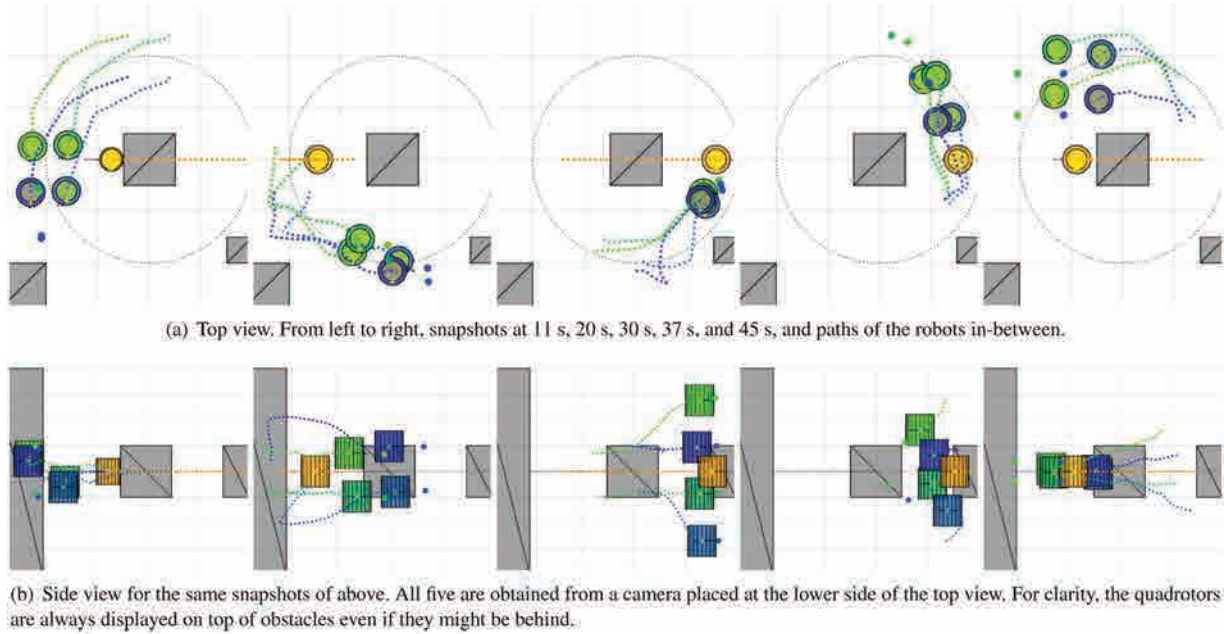 (a) Top view. From left to right, snapshots at 11 s, 20 s, 30 s, 37 s, and 45 s, and paths of the robots in-between.
(b) Side view for the same snapshots of above. All five are obtained from a camera placed at the lower side of the top view. For clarity, the quadrotors
are always displayed on top of obstacles even if they might be behind.